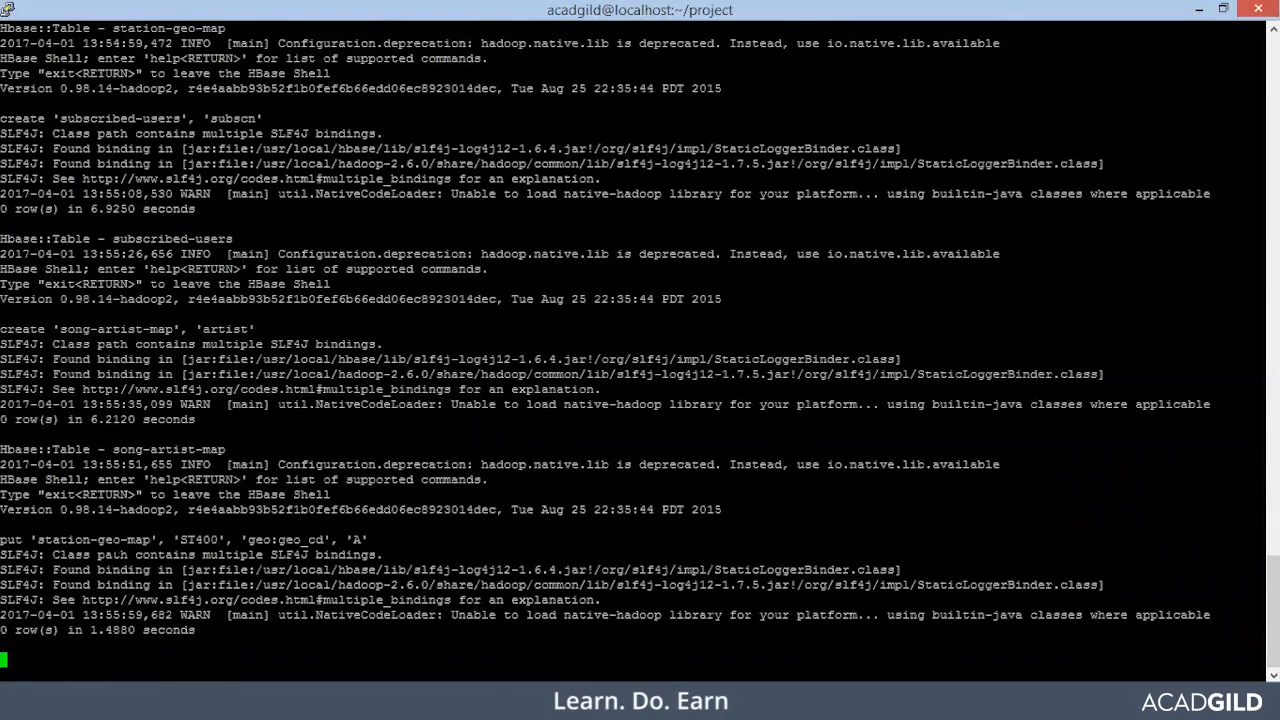 acadgild@localhost:~/project
Hbase::Table - station-geo-map
2017-04-01 13:54:59,472 INFO  [main] Configuration.deprecation: hadoop.native.lib is deprecated. Instead, use io.native.lib.available
HBase Shell; enter 'help<RETURN>' for list of supported commands.
Type "exit<RETURN>" to leave the HBase Shell
Version 0.98.14-hadoop2, r4e4aabb93b52f1b0fef6b66edd06ec8923014dec, Tue Aug 25 22:35:44 PDT 2015
create 'subscribed-users', 'subscn'
SLF4J: Class path contains multiple SLF4J bindings.
SLF4J: Found binding in [jar:file:/usr/local/hbase/lib/slf4j-log4j12-1.6.4.jar!/org/slf4j/impl/StaticLoggerBinder.class]
SLF4J: Found binding in [jar:file:/usr/local/hadoop-2.6.0/share/hadoop/common/lib/slf4j-log4j12-1.7.5.jar!/org/slf4j/impl/StaticLoggerBinder.class]
SLF4J: See http://www.slf4j.org/codes.html#multiple_bindings for an explanation.
2017-04-01 13:55:08,530 WARN  [main] util.NativeCodeLoader: Unable to load native-hadoop library for your platform... using builtin-java classes where applicable
0 row(s) in 6.9250 seconds
Hbase::Table - subscribed-users
2017-04-01 13:55:26,656 INFO  [main] Configuration.deprecation: hadoop.native.lib is deprecated. Instead, use io.native.lib.available
HBase Shell; enter 'help<RETURN>' for list of supported commands.
Type "exit<RETURN>" to leave the HBase Shell
Version 0.98.14-hadoop2, r4e4aabb93b52f1b0fef6b66edd06ec8923014dec, Tue Aug 25 22:35:44 PDT 2015
create 'song-artist-map', 'artist'
SLF4J: Class path contains multiple SLF4J bindings.
SLF4J: Found binding in [jar:file:/usr/local/hbase/lib/slf4j-log4j12-1.6.4.jar!/org/slf4j/impl/StaticLoggerBinder.class]
SLF4J: Found binding in [jar:file:/usr/local/hadoop-2.6.0/share/hadoop/common/lib/slf4j-log4j12-1.7.5.jar!/org/slf4j/impl/StaticLoggerBinder.class]
SLF4J: See http://www.slf4j.org/codes.html#multiple_bindings for an explanation.
2017-04-01 13:55:35,099 WARN  [main] util.NativeCodeLoader: Unable to load native-hadoop library for your platform... using builtin-java classes where applicable
0 row(s) in 6.2120 seconds
Hbase::Table - song-artist-map
2017-04-01 13:55:51,655 INFO  [main] Configuration.deprecation: hadoop.native.lib is deprecated. Instead, use io.native.lib.available
HBase Shell; enter 'help<RETURN>' for list of supported commands.
Type "exit<RETURN>" to leave the HBase Shell
Version 0.98.14-hadoop2, r4e4aabb93b52f1b0fef6b66edd06ec8923014dec, Tue Aug 25 22:35:44 PDT 2015
put 'station-geo-map', 'ST400', 'geo:geo_cd', 'A'
SLF4J: Class path contains multiple SLF4J bindings.
SLF4J: Found binding in [jar:file:/usr/local/hbase/lib/slf4j-log4j12-1.6.4.jar!/org/slf4j/impl/StaticLoggerBinder.class]
SLF4J: Found binding in [jar:file:/usr/local/hadoop-2.6.0/share/hadoop/common/lib/slf4j-log4j12-1.7.5.jar!/org/slf4j/impl/StaticLoggerBinder.class]
SLF4J: See http://www.slf4j.org/codes.html#multiple_bindings for an explanation.
2017-04-01 13:55:59,682 WARN  [main] util.NativeCodeLoader: Unable to load native-hadoop library for your platform... using builtin-java classes where applicable
0 row(s) in 1.4880 seconds
Learn. Do. Earn
ACADGILD